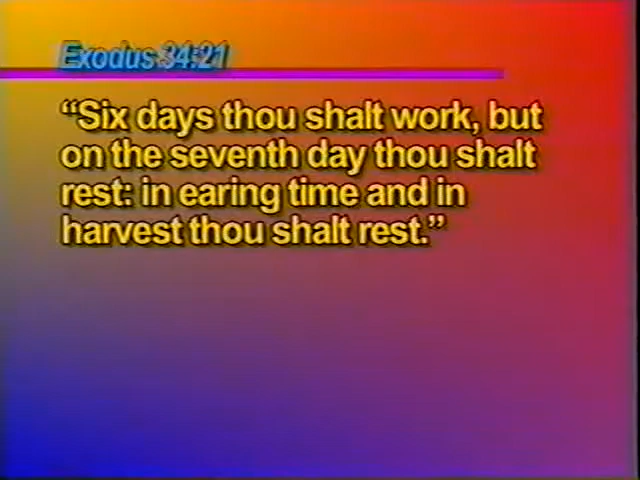 Exodus 34:21
“Six days thou shalt work, but
on the seventh day thou shalt
rest: in earing time and in
harvest thou shalt rest.”